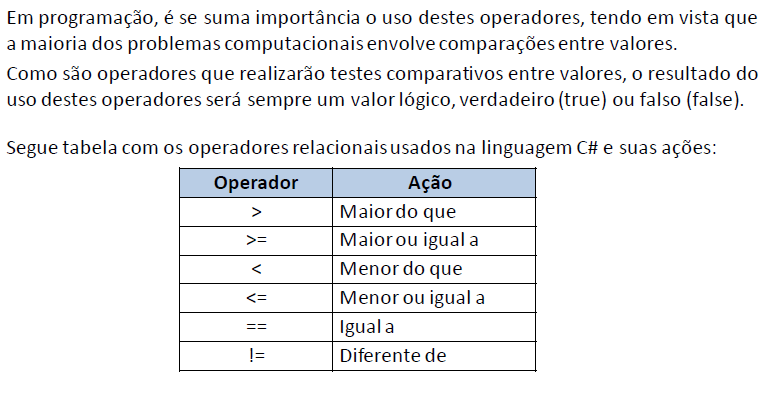 Em programação, é se suma importância o uso destes operadores, tendo em vista que
a maioria dos problemas computacionais envolve comparações entre valores.
Como são operadores que realizarão testes comparativos entre valores, o resultado do
uso destes operadores será sempre um valor lógico, verdadeiro (true) ou falso (false).
Segue tabela com os operadores relacionais usados na linguagem C# e suas ações:
Operador Ação
> Maior do que
>= Maior ou igual a
< Menor do que
<= Menor ou igual a
== Igual a
!= Diferente de